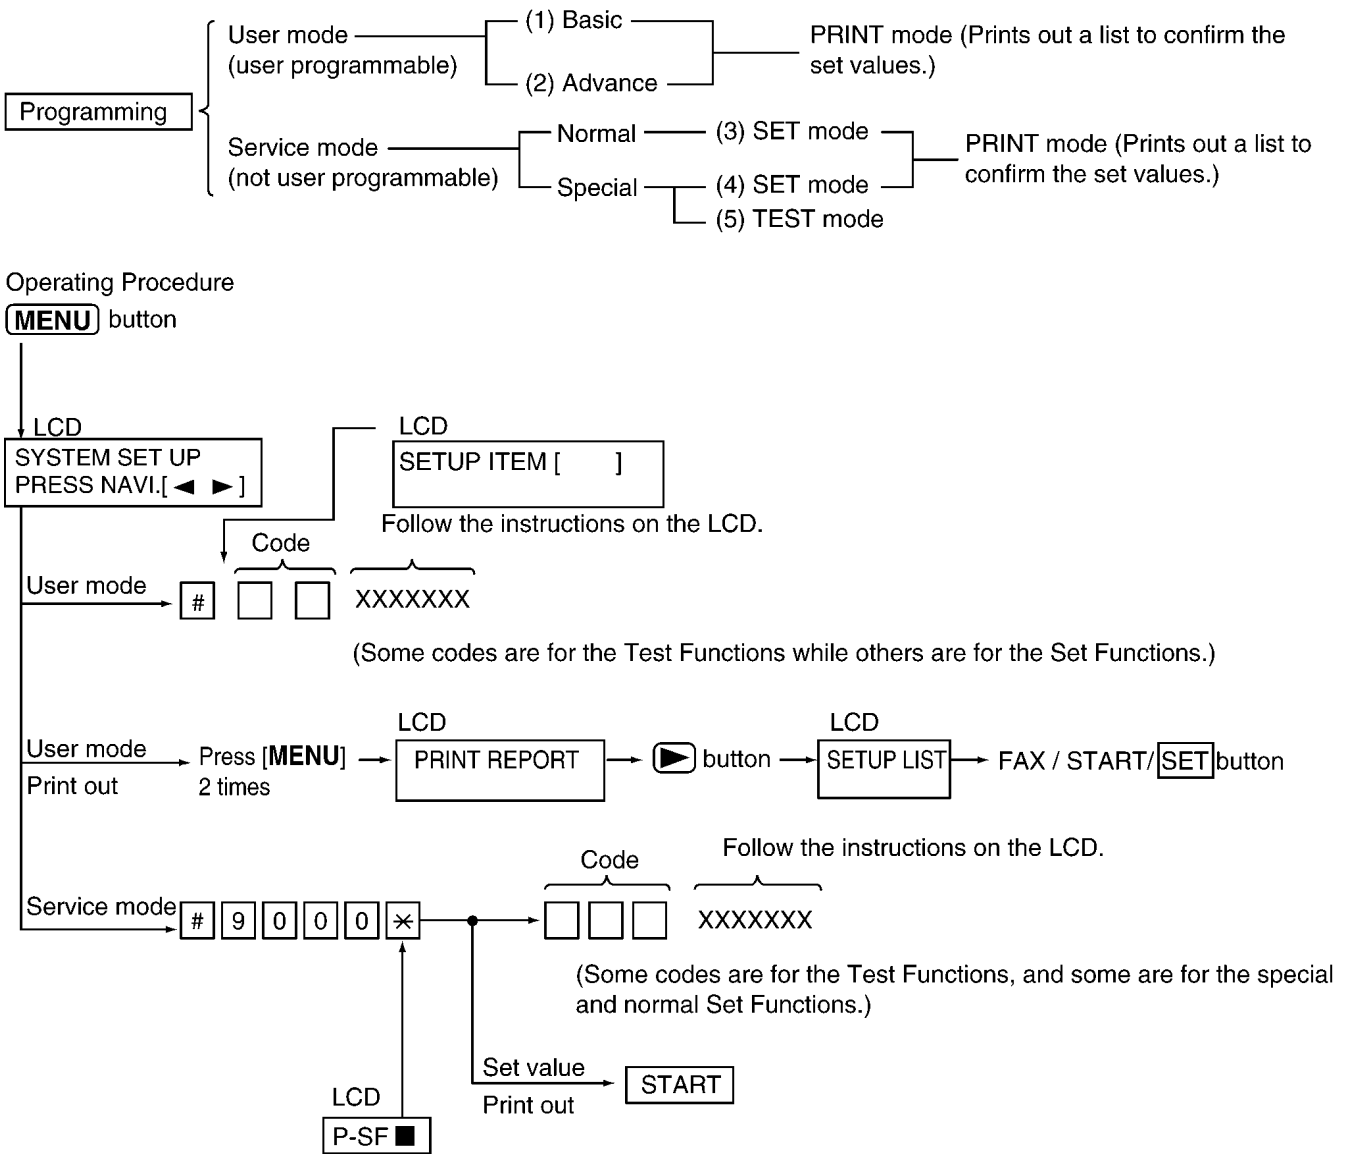 Programming
User mode
(user programmable)
(1) Basic
(2) Advance
PRINT mode (Prints out a list to confirm the
set values.)
Service mode
(not user programmable)
Normal
(3) SET mode
Special
(4) SET mode
(5) TEST mode
PRINT mode (Prints out a list to
confirm the set values.)
Operating Procedure
MENU button
LCD
SYSTEM SET UP
PRESS NAVI.[◀ ▶]
LCD
SETUP ITEM [ ]
Follow the instructions on the LCD.
Code
User mode
# XXXXXXX
(Some codes are for the Test Functions while others are for the Set Functions.)
User mode
Print out
Press [MENU]
2 times
LCD
PRINT REPORT
▶ button
LCD
SETUP LIST
FAX / START/ SET button
Service mode
# 9 0 0 0 *
Code
Follow the instructions on the LCD.
XXXXXXX
(Some codes are for the Test Functions, and some are for the special
and normal Set Functions.)
Set value
Print out
START
LCD
P-SF ■